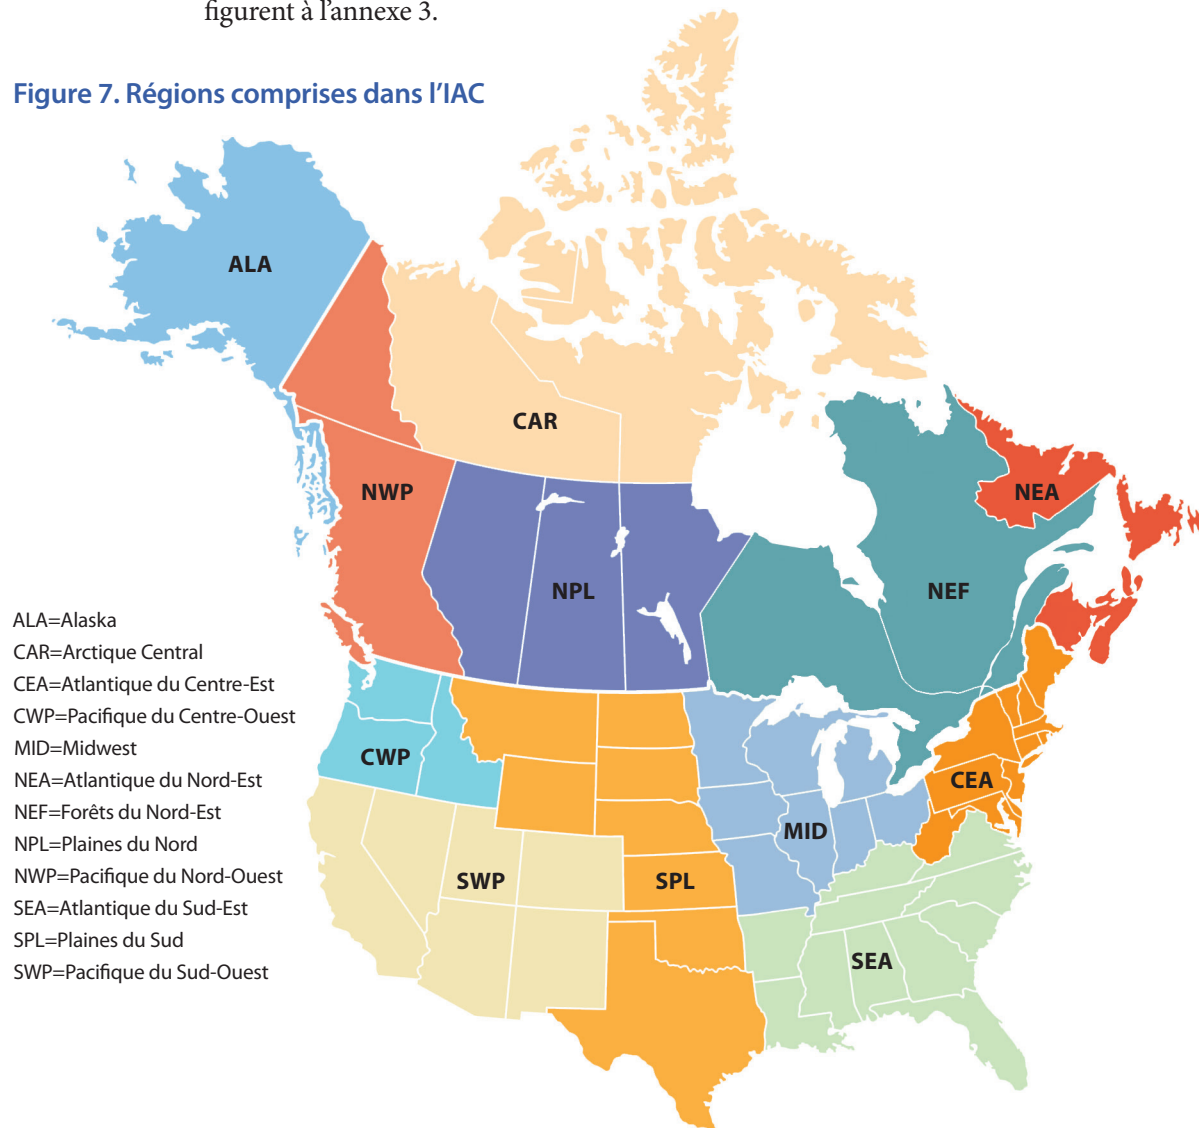 figurent à l’annexe 3.
Figure 7. Régions comprises dans l’IAC
ALA
CAR
NWP
NEA
NPL
NEF
ALA=Alaska
CAR=Arctique Central
CEA=Atlantique du Centre-Est
CWP=Pacifique du Centre-Ouest
MID=Midwest
NEA=Atlantique du Nord-Est
NEF=Forêts du Nord-Est
NPL=Plaines du Nord
NWP=Pacifique du Nord-Ouest
SEA=Atlantique du Sud-Est
SPL=Plaines du Sud
SWP=Pacifique du Sud-Ouest
CWP
CEA
MID
SWP
SPL
SEA